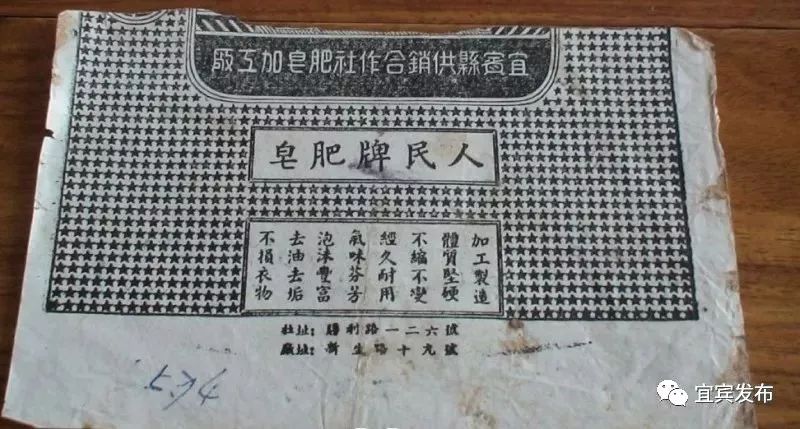 宜賓縣供銷合作社肥皂加工厰
人民牌肥皂
加工製造
體質堅硬
不縮不變
經久耐用
氣味芬芳
泡沫豐富
去油去垢
不損衣物
社址：勝利路一二六號
廠址：新生路十九號
宜宾发布